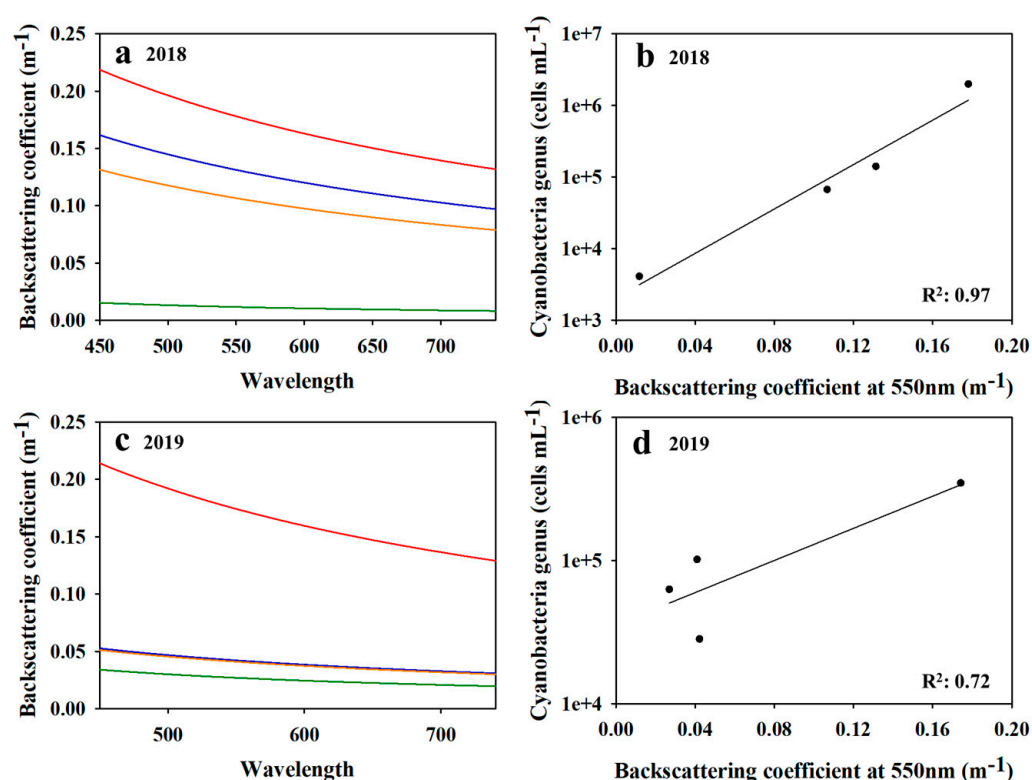 a 2018
Backscattering coefficient (m⁻¹)
0.25
0.20
0.15
0.10
0.05
0.00
450 500 550 600 650 700
Wavelength
b 2018
Cyanobacteria genus (cells mL⁻¹)
1e+7
1e+6
1e+5
1e+4
1e+3
R²: 0.97
0.00 0.04 0.08 0.12 0.16 0.20
Backscattering coefficient at 550nm (m⁻¹)
c 2019
Backscattering coefficient (m⁻¹)
0.25
0.20
0.15
0.10
0.05
0.00
500 600 700
Wavelength
d 2019
Cyanobacteria genus (cells mL⁻¹)
1e+6
1e+5
1e+4
R²: 0.72
0.00 0.04 0.08 0.12 0.16 0.20
Backscattering coefficient at 550nm (m⁻¹)